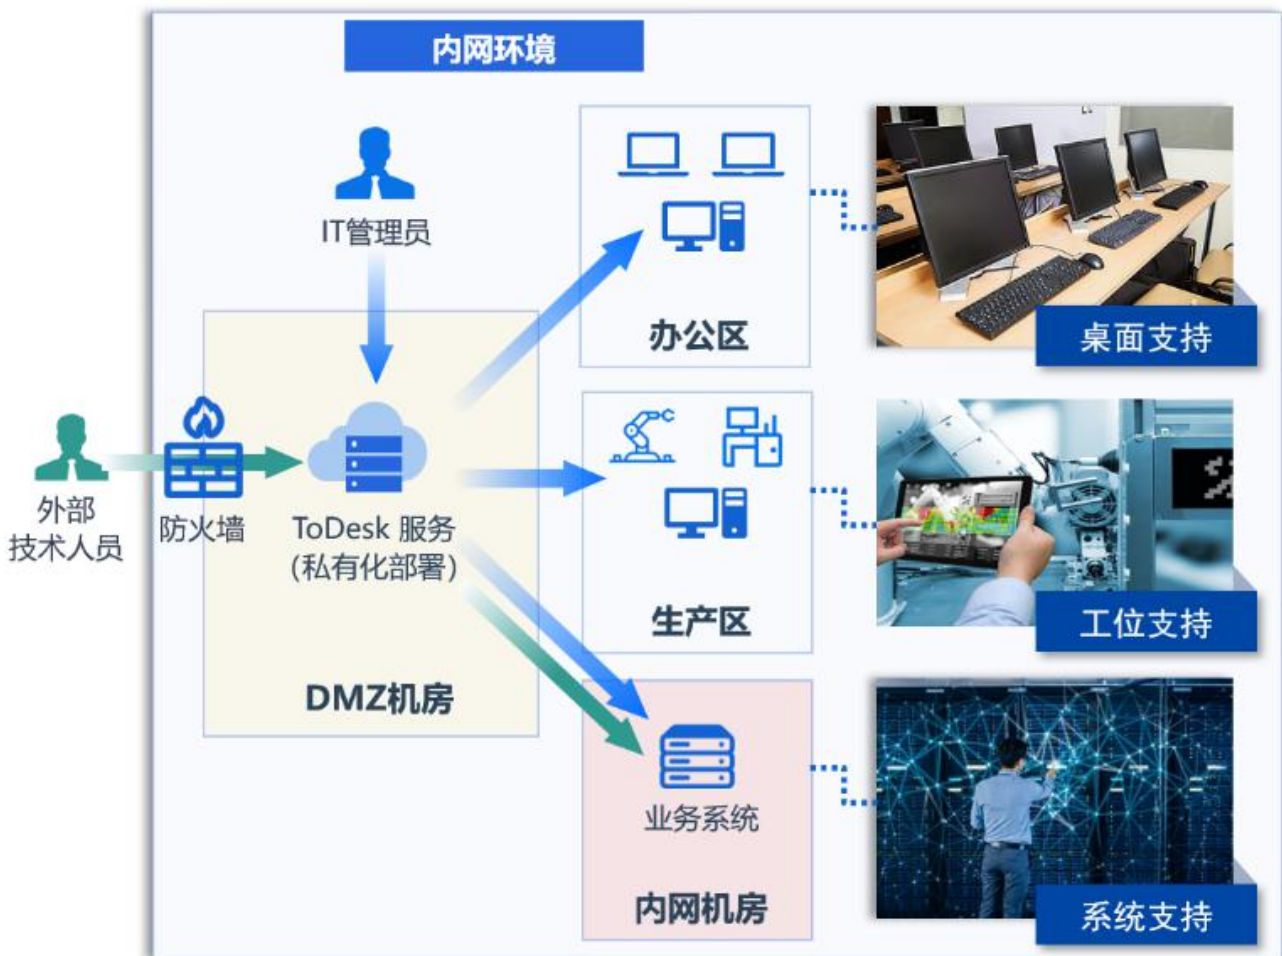 内网环境
IT管理员
办公区
桌面支持
外部
技术人员
防火墙
ToDesk 服务
（私有化部署）
DMZ机房
生产区
工位支持
业务系统
内网机房
系统支持